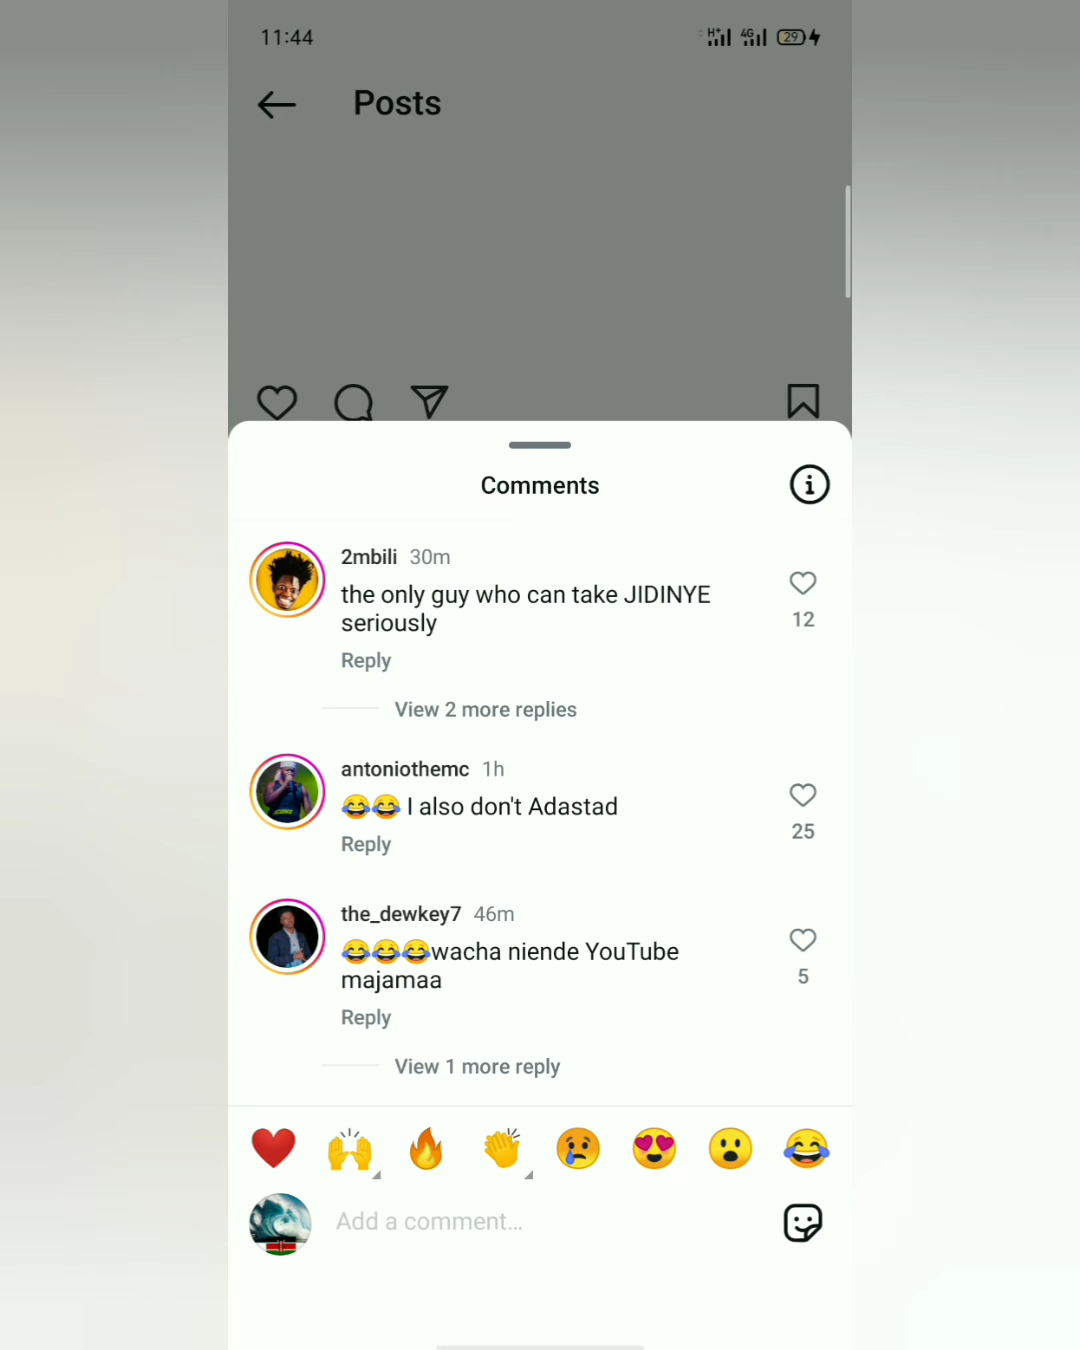 11:44
H+
4G
29
Posts
Comments
2mbili 30m
the only guy who can take JIDINYE
seriously
12
Reply
View 2 more replies
antoniothemc 1h
😂😂 I also don't Adastad
25
Reply
the_dewkey7 46m
😂😂😂wacha niende YouTube
majamaa
5
Reply
View 1 more reply
Add a comment...